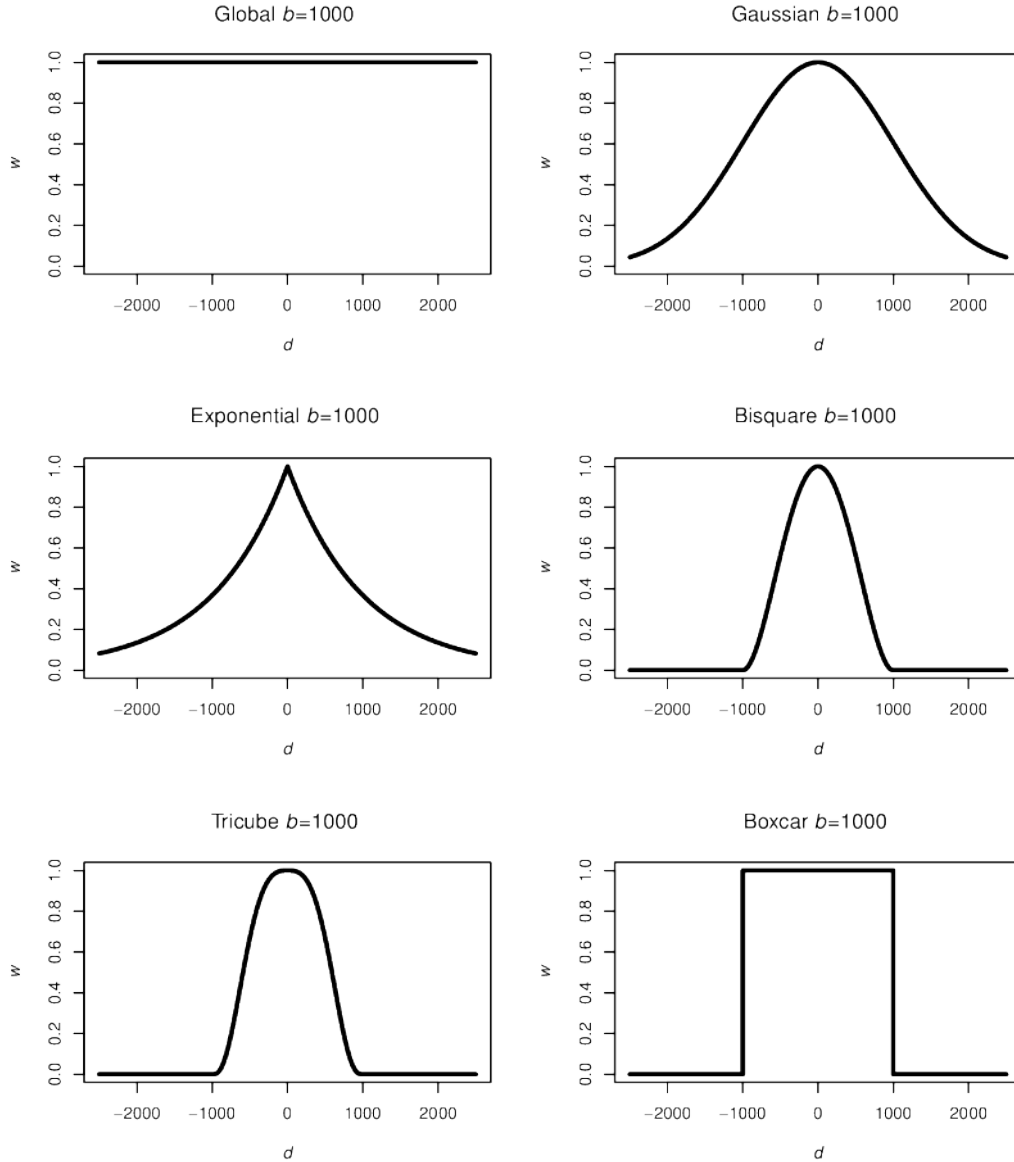 Global b=1000
w
0.0 0.2 0.4 0.6 0.8 1.0
−2000 −1000 0 1000 2000
d
Gaussian b=1000
w
0.0 0.2 0.4 0.6 0.8 1.0
−2000 −1000 0 1000 2000
d
Exponential b=1000
w
0.0 0.2 0.4 0.6 0.8 1.0
−2000 −1000 0 1000 2000
d
Bisquare b=1000
w
0.0 0.2 0.4 0.6 0.8 1.0
−2000 −1000 0 1000 2000
d
Tricube b=1000
w
0.0 0.2 0.4 0.6 0.8 1.0
−2000 −1000 0 1000 2000
d
Boxcar b=1000
w
0.0 0.2 0.4 0.6 0.8 1.0
−2000 −1000 0 1000 2000
d